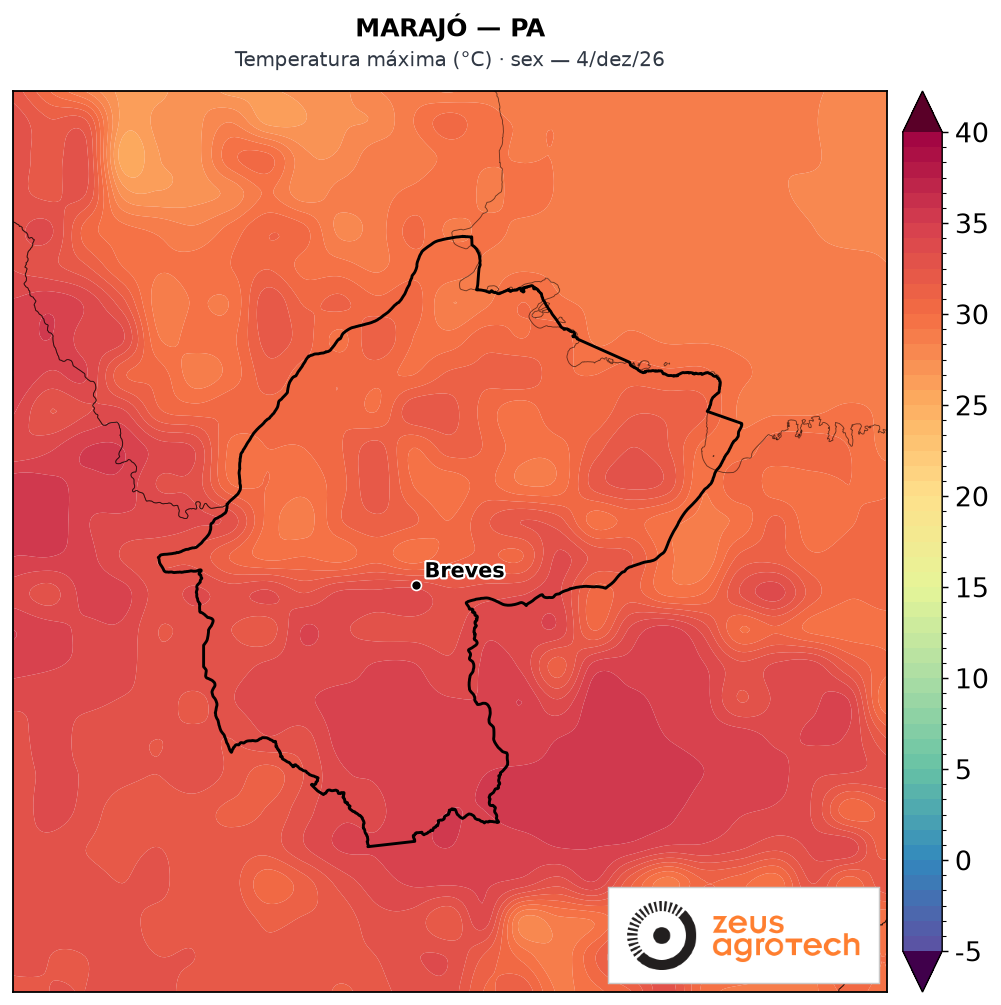 MARAJÓ — PA
Temperatura máxima (°C) · sex — 4/dez/26
40
35
30
25
20
15
10
5
0
-5
Breves
zeus
agrotech